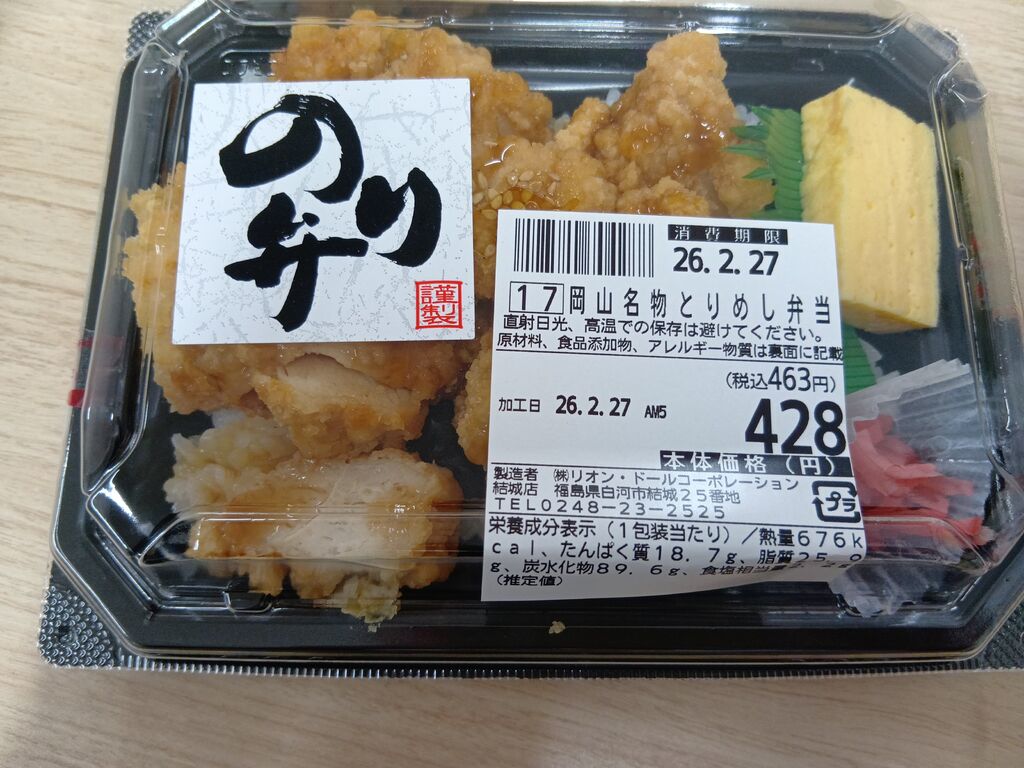 のり
弁
謹製
消費期限
26.2.27
17 岡山名物とりめし弁当
直射日光、高温での保存は避けてください。
原材料、食品添加物、アレルギー物質は裏面に記載
(税込463円)
加工日 26.2.27 AM5
428
本体価格(円)
製造者 ㈱リオン・ドールコーポレーション
結城店 福島県白河市結城25番地
TEL0248-23-2525
プラ
栄養成分表示(1包装当たり)/熱量676k
cal、たんぱく質18.7g、脂質25.9
g、炭水化物89.6g、食塩相当量
(推定値)